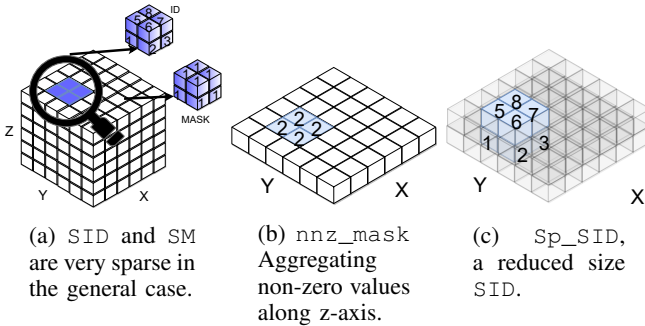 ID
8
5 6 7
1 2 3
1
1 1 1
1 1 1
MASK
Z
Y
X
2
2 2 2
2
Y
X
8
5 7
6
1 3
2
Y
X
(a) SID and SM
are very sparse in
the general case.
(b) nnz_mask
Aggregating
non-zero values
along z-axis.
(c) Sp_SID,
a reduced size
SID.